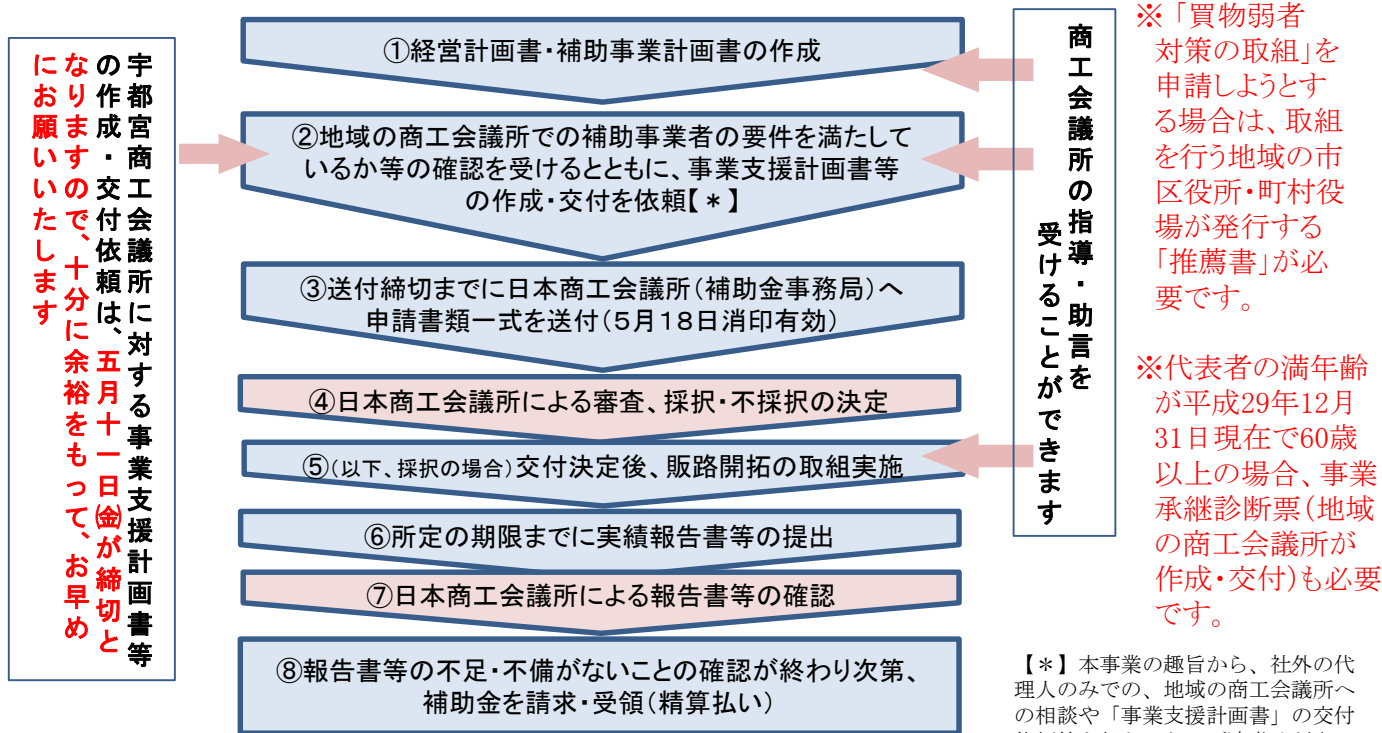 宇都宮商工会議所に対する事業支援計画書等
の作成・交付依頼は、五月十一日㈮が締切と
なりますので、十分に余裕をもって、お早め
にお願いいたします
①経営計画書・補助事業計画書の作成
②地域の商工会議所での補助事業者の要件を満たして
いるか等の確認を受けるとともに、事業支援計画書等
の作成・交付を依頼【＊】
③送付締切までに日本商工会議所（補助金事務局）へ
申請書類一式を送付（５月１８日消印有効）
④日本商工会議所による審査、採択・不採択の決定
⑤（以下、採択の場合）交付決定後、販路開拓の取組実施
⑥所定の期限までに実績報告書等の提出
⑦日本商工会議所による報告書等の確認
⑧報告書等の不足・不備がないことの確認が終わり次第、
補助金を請求・受領（精算払い）
商工会議所の指導・助言を
受けることができます
※「買物弱者
対策の取組」を
申請しようとす
る場合は、取組
を行う地域の市
区役所・町村役
場が発行する
「推薦書」が必
要です。
※代表者の満年齢
が平成29年12月
31日現在で60歳
以上の場合、事業
承継診断票（地域
の商工会議所が
作成・交付）も必要
です。
【＊】本事業の趣旨から、社外の代
理人のみでの、地域の商工会議所へ
の相談や「事業支援計画書」の交付